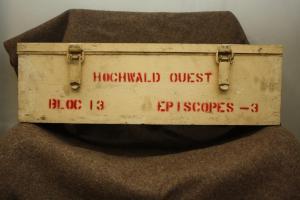 HOCHWALD OUEST
BLOC 13 EPISCOPES - 3